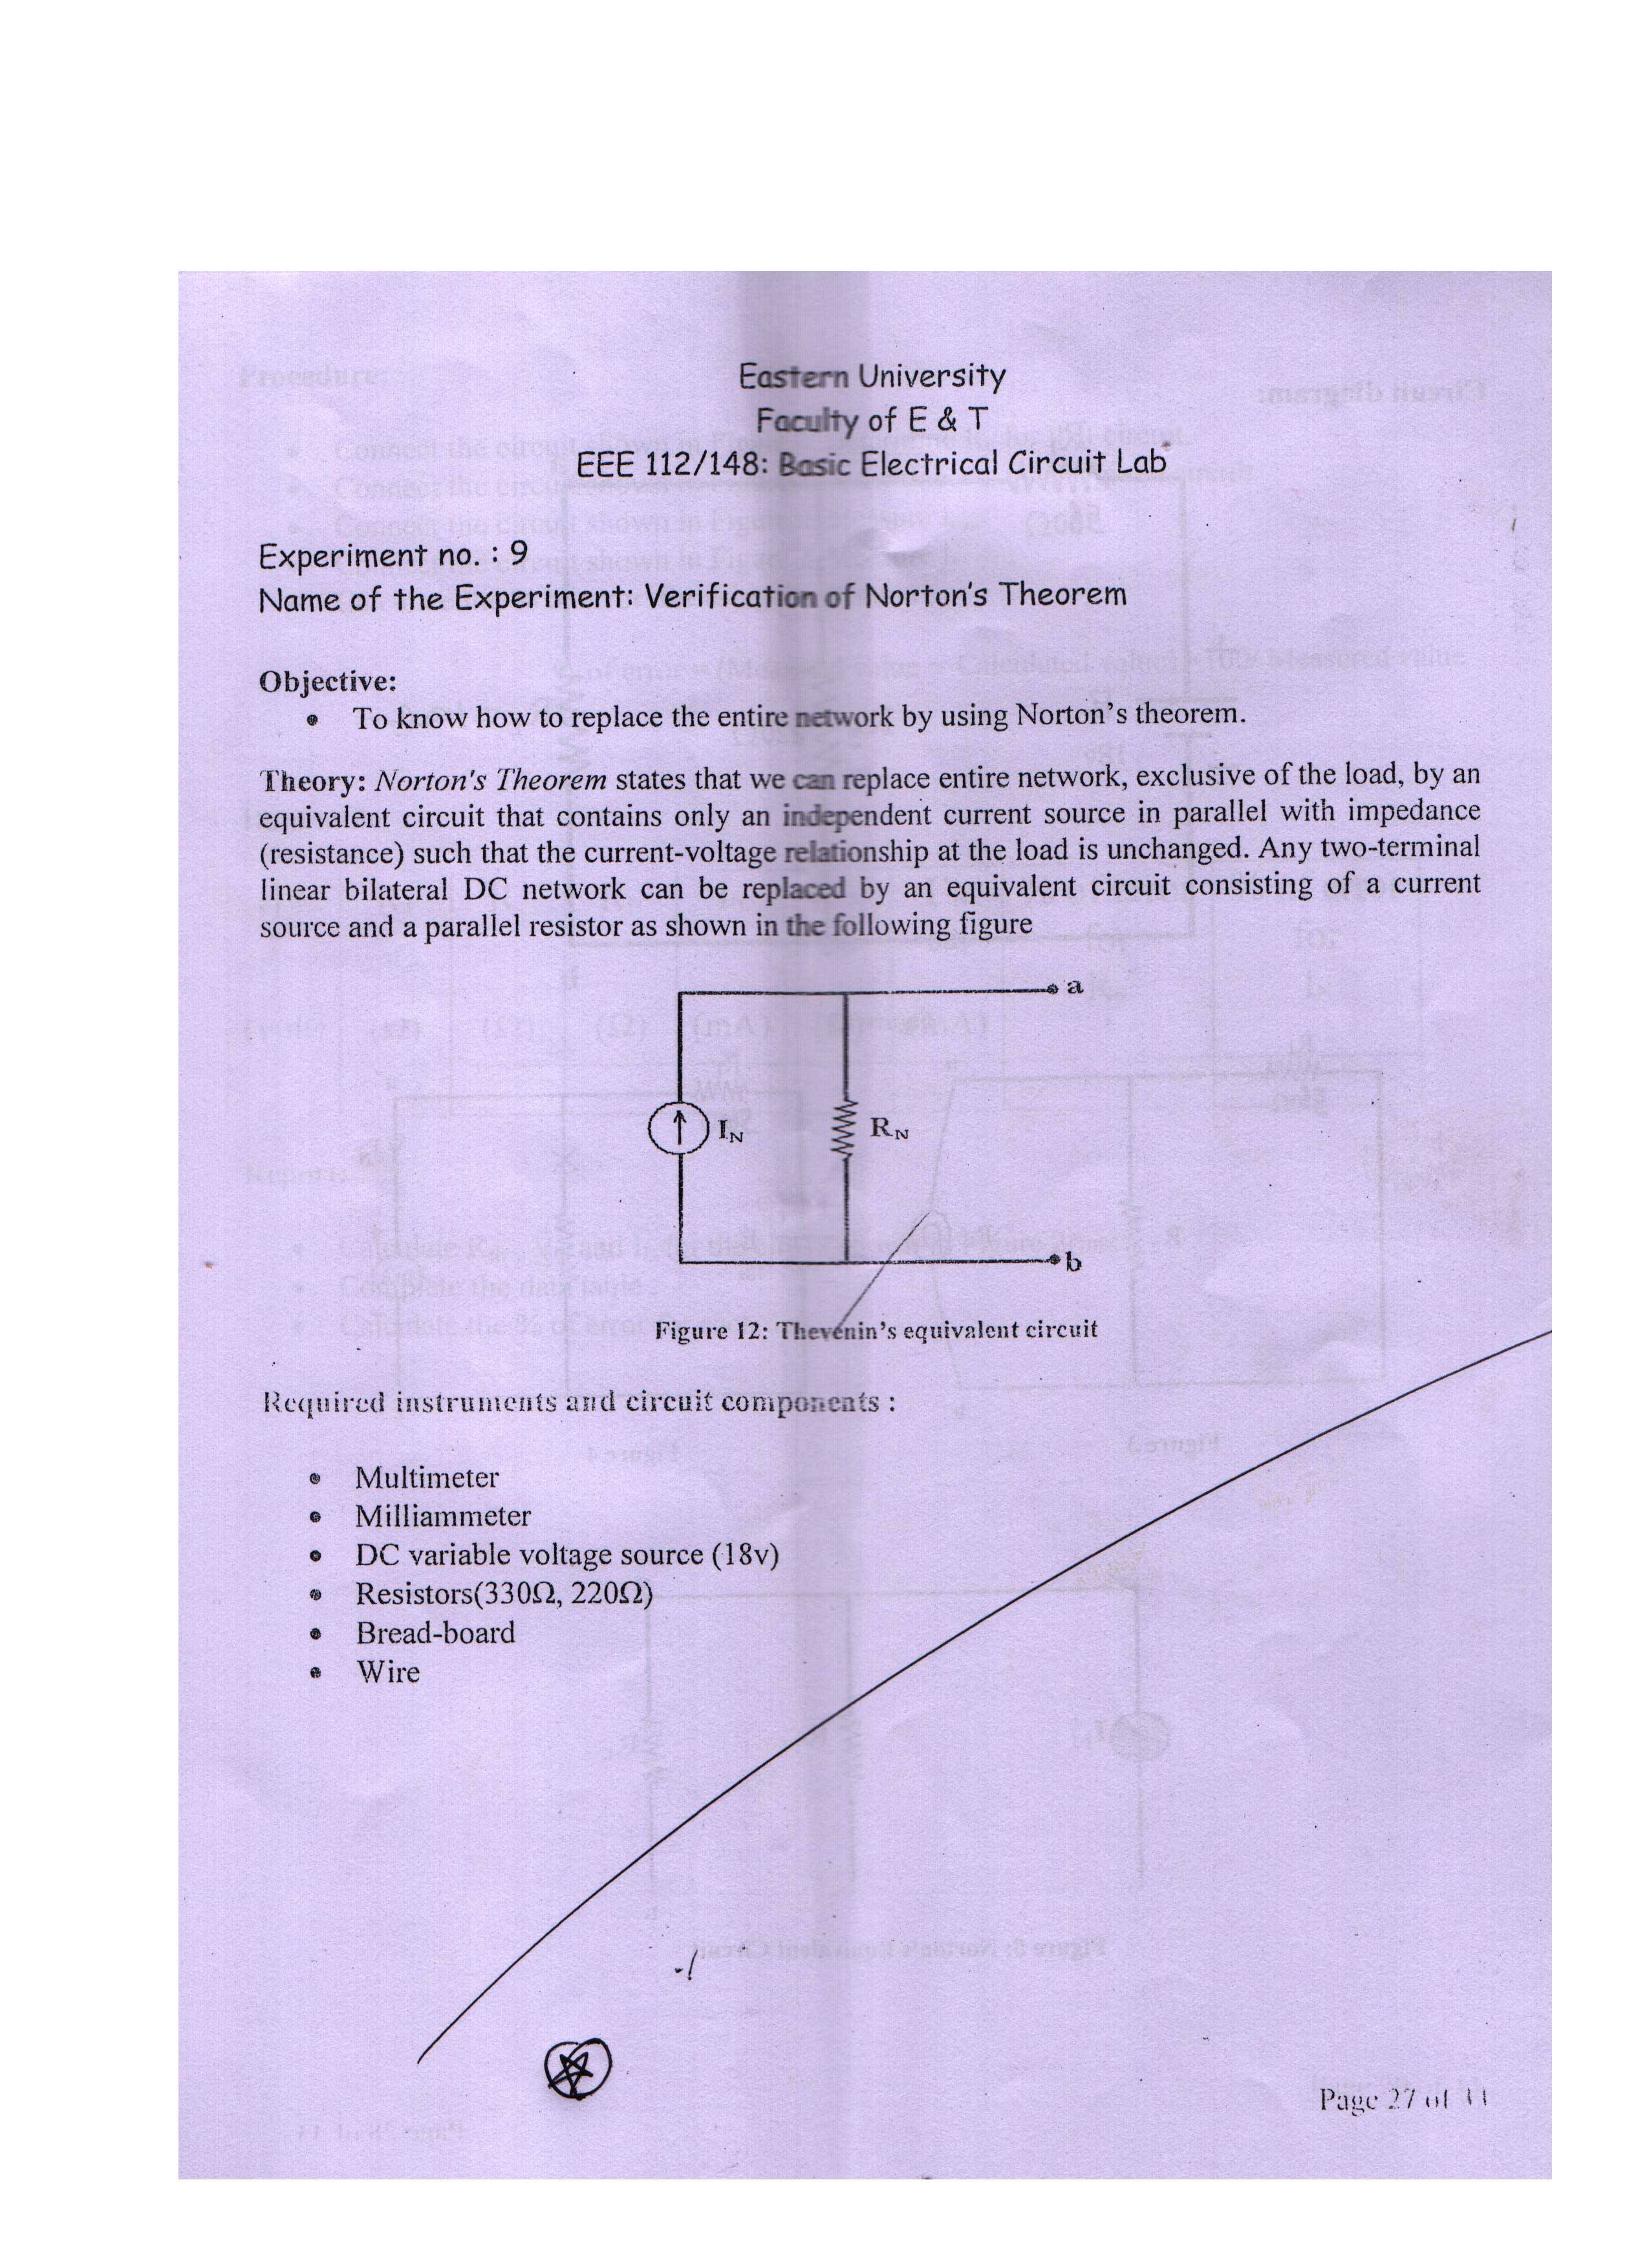 Eastern University
Faculty of E & T
EEE 112/148: Basic Electrical Circuit Lab
Experiment no. : 9
Name of the Experiment: Verification of Norton's Theorem
Objective:
• To know how to replace the entire network by using Norton's theorem.
Theory: Norton's Theorem states that we can replace entire network, exclusive of the load, by an
equivalent circuit that contains only an independent current source in parallel with impedance
(resistance) such that the current-voltage relationship at the load is unchanged. Any two-terminal
linear bilateral DC network can be replaced by an equivalent circuit consisting of a current
source and a parallel resistor as shown in the following figure
a
I_N
R_N
b
Figure 12: Thevenin's equivalent circuit
Required instruments and circuit components :
• Multimeter
• Milliammeter
• DC variable voltage source (18v)
• Resistors(330Ω, 220Ω)
• Bread-board
• Wire
Page 27 of